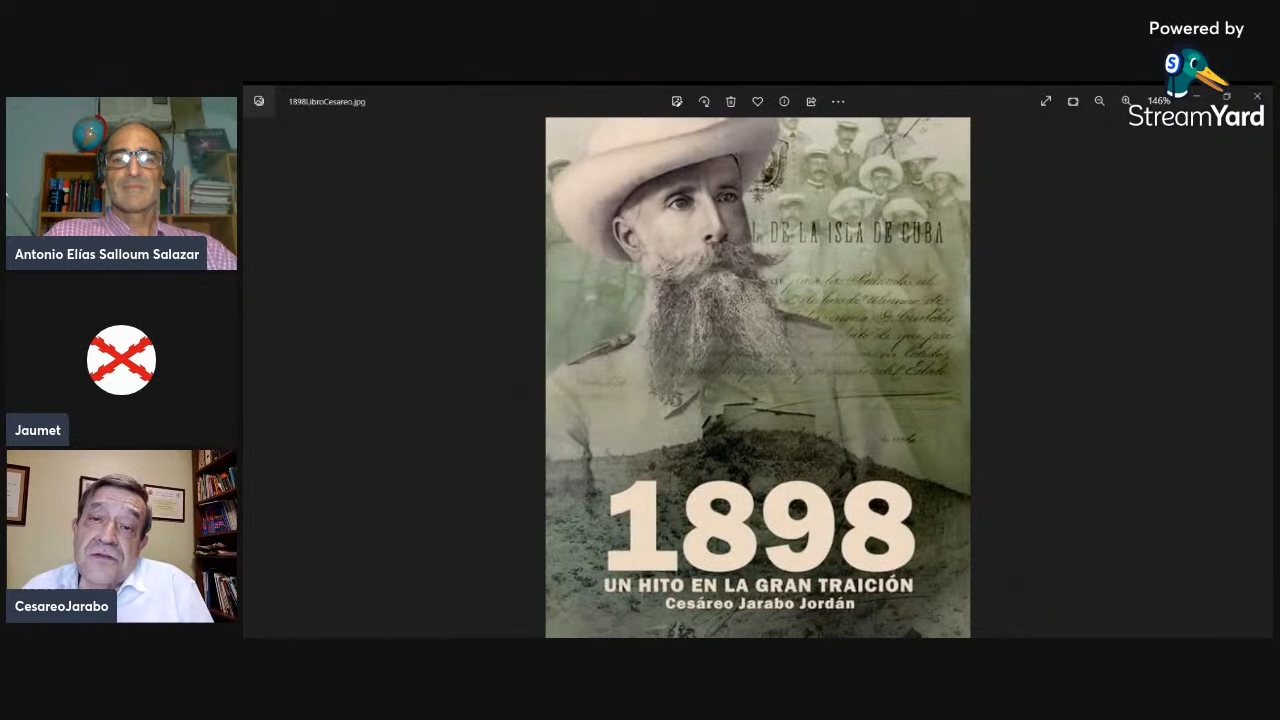 Powered by
StreamYard
1898LibroCesareo.jpg
146%
Antonio Elías Salloum Salazar
Jaumet
CesareoJarabo
L DE LA ISLA DE CUBA
1898
UN HITO EN LA GRAN TRAICIÓN
Cesáreo Jarabo Jordán